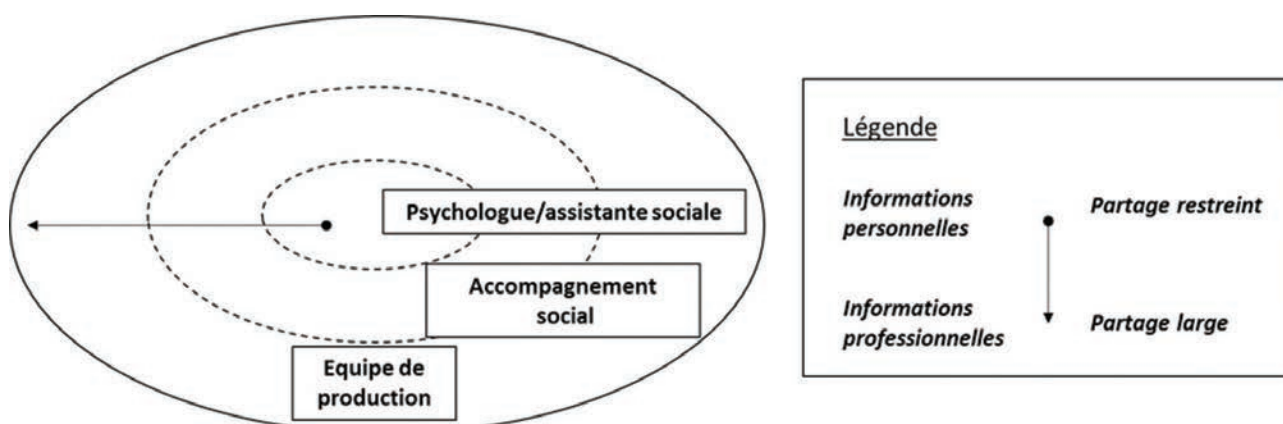 Psychologue/assistante sociale
Accompagnement
social
Equipe de
production
Légende
Informations
personnelles
Partage restreint
Informations
professionnelles
Partage large